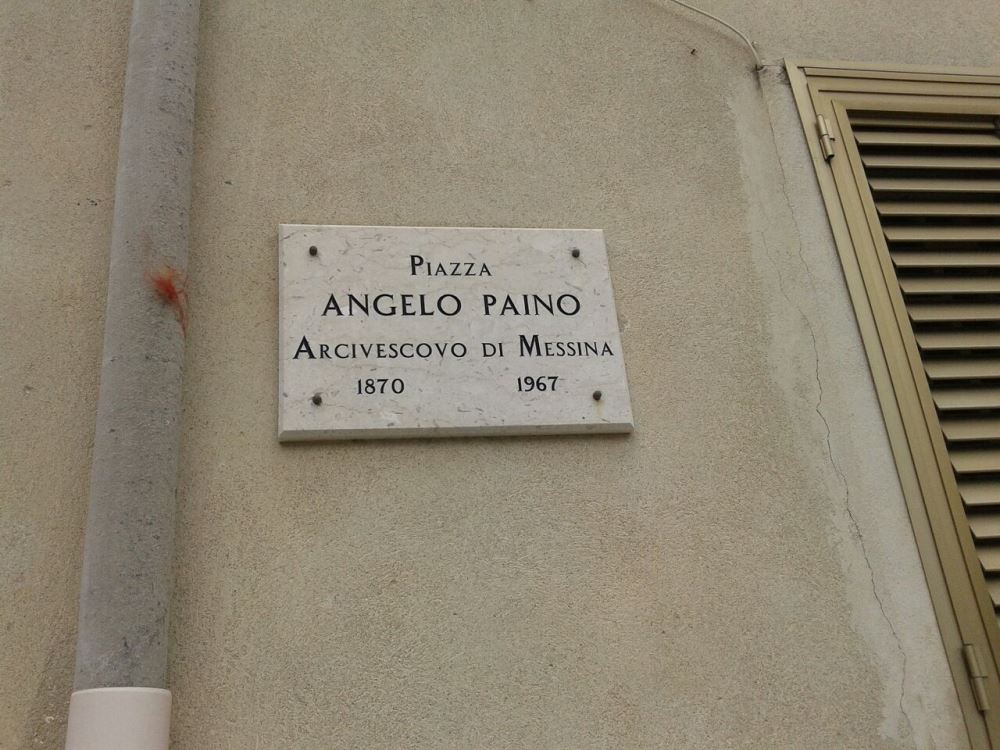 PIAZZA
ANGELO PAINO
ARCIVESCOVO DI MESSINA
1870 1967